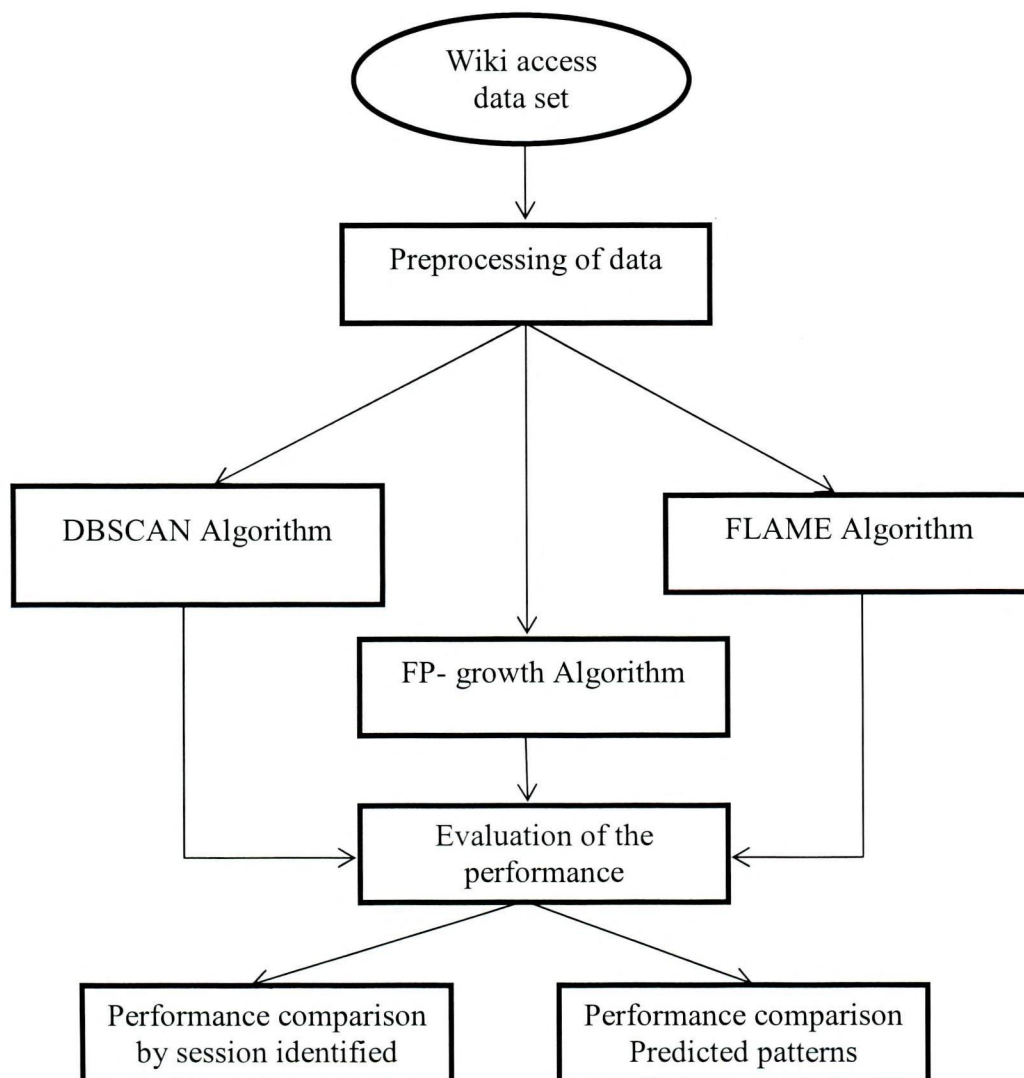 Wiki access
data set
Preprocessing of data
DBSCAN Algorithm
FLAME Algorithm
FP- growth Algorithm
Evaluation of the
performance
Performance comparison
by session identified
Performance comparison
Predicted patterns